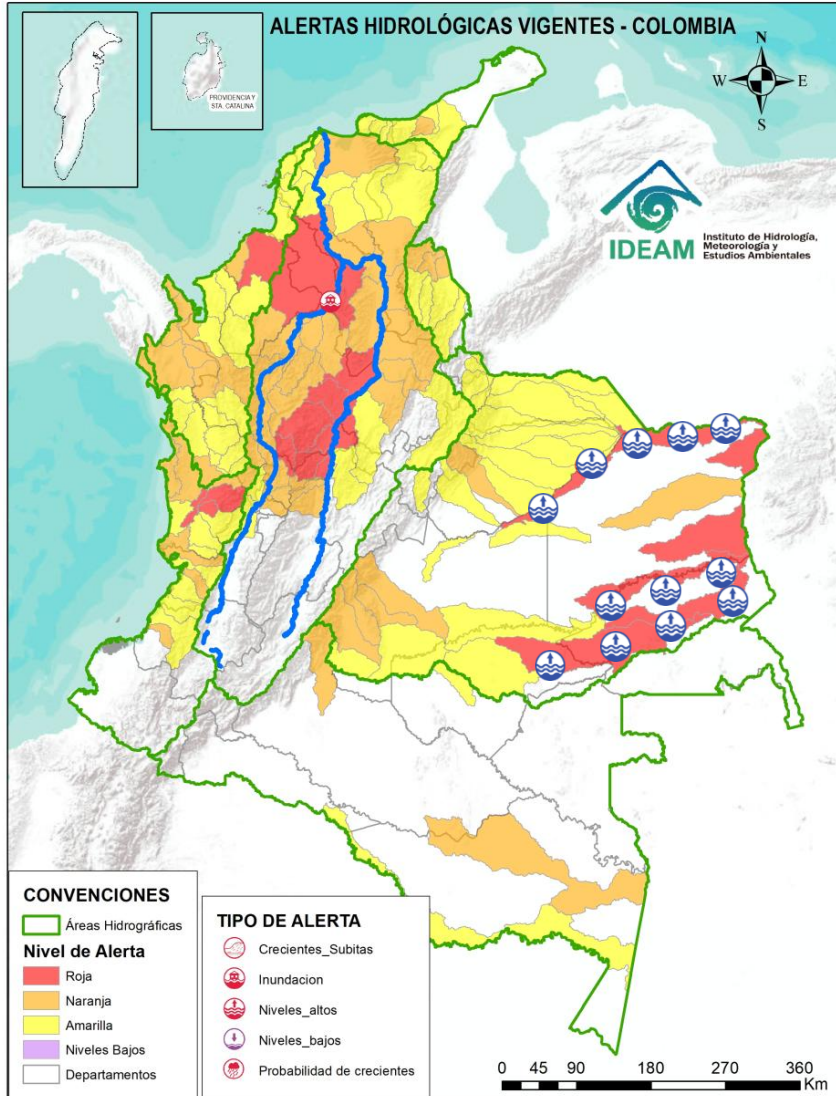 ALERTAS HIDROLÓGICAS VIGENTES - COLOMBIA
PROVIDENCIA Y
STA. CATALINA
N
W
E
S
IDEAM
Instituto de Hidrología,
Meteorología y
Estudios Ambientales
CONVENCIONES
Áreas Hidrográficas
Nivel de Alerta
Roja
Naranja
Amarilla
Niveles Bajos
Departamentos
TIPO DE ALERTA
Crecientes_Subitas
Inundacion
Niveles_altos
Niveles_bajos
Probabilidad de crecientes
0 45 90 180 270 360
Km